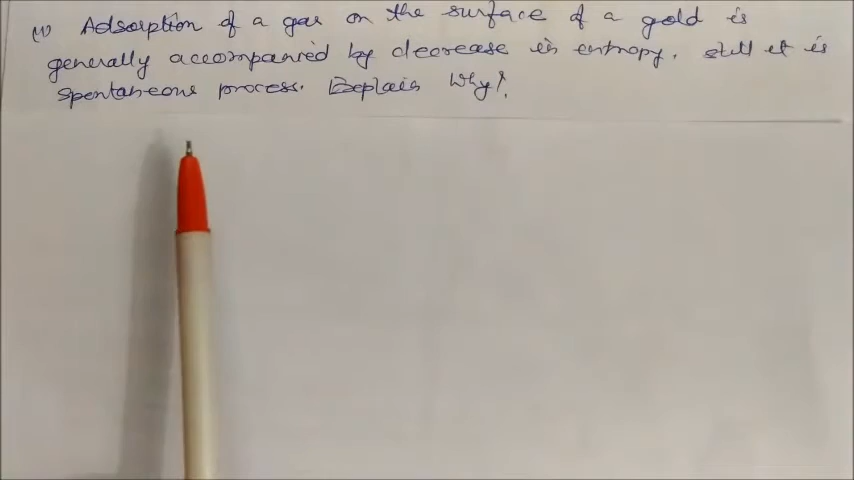 (11) Adsorption of a gas on the surface of a gold is
generally accompanied by decrease in entropy. still it is
spontaneous process. Explain Why?